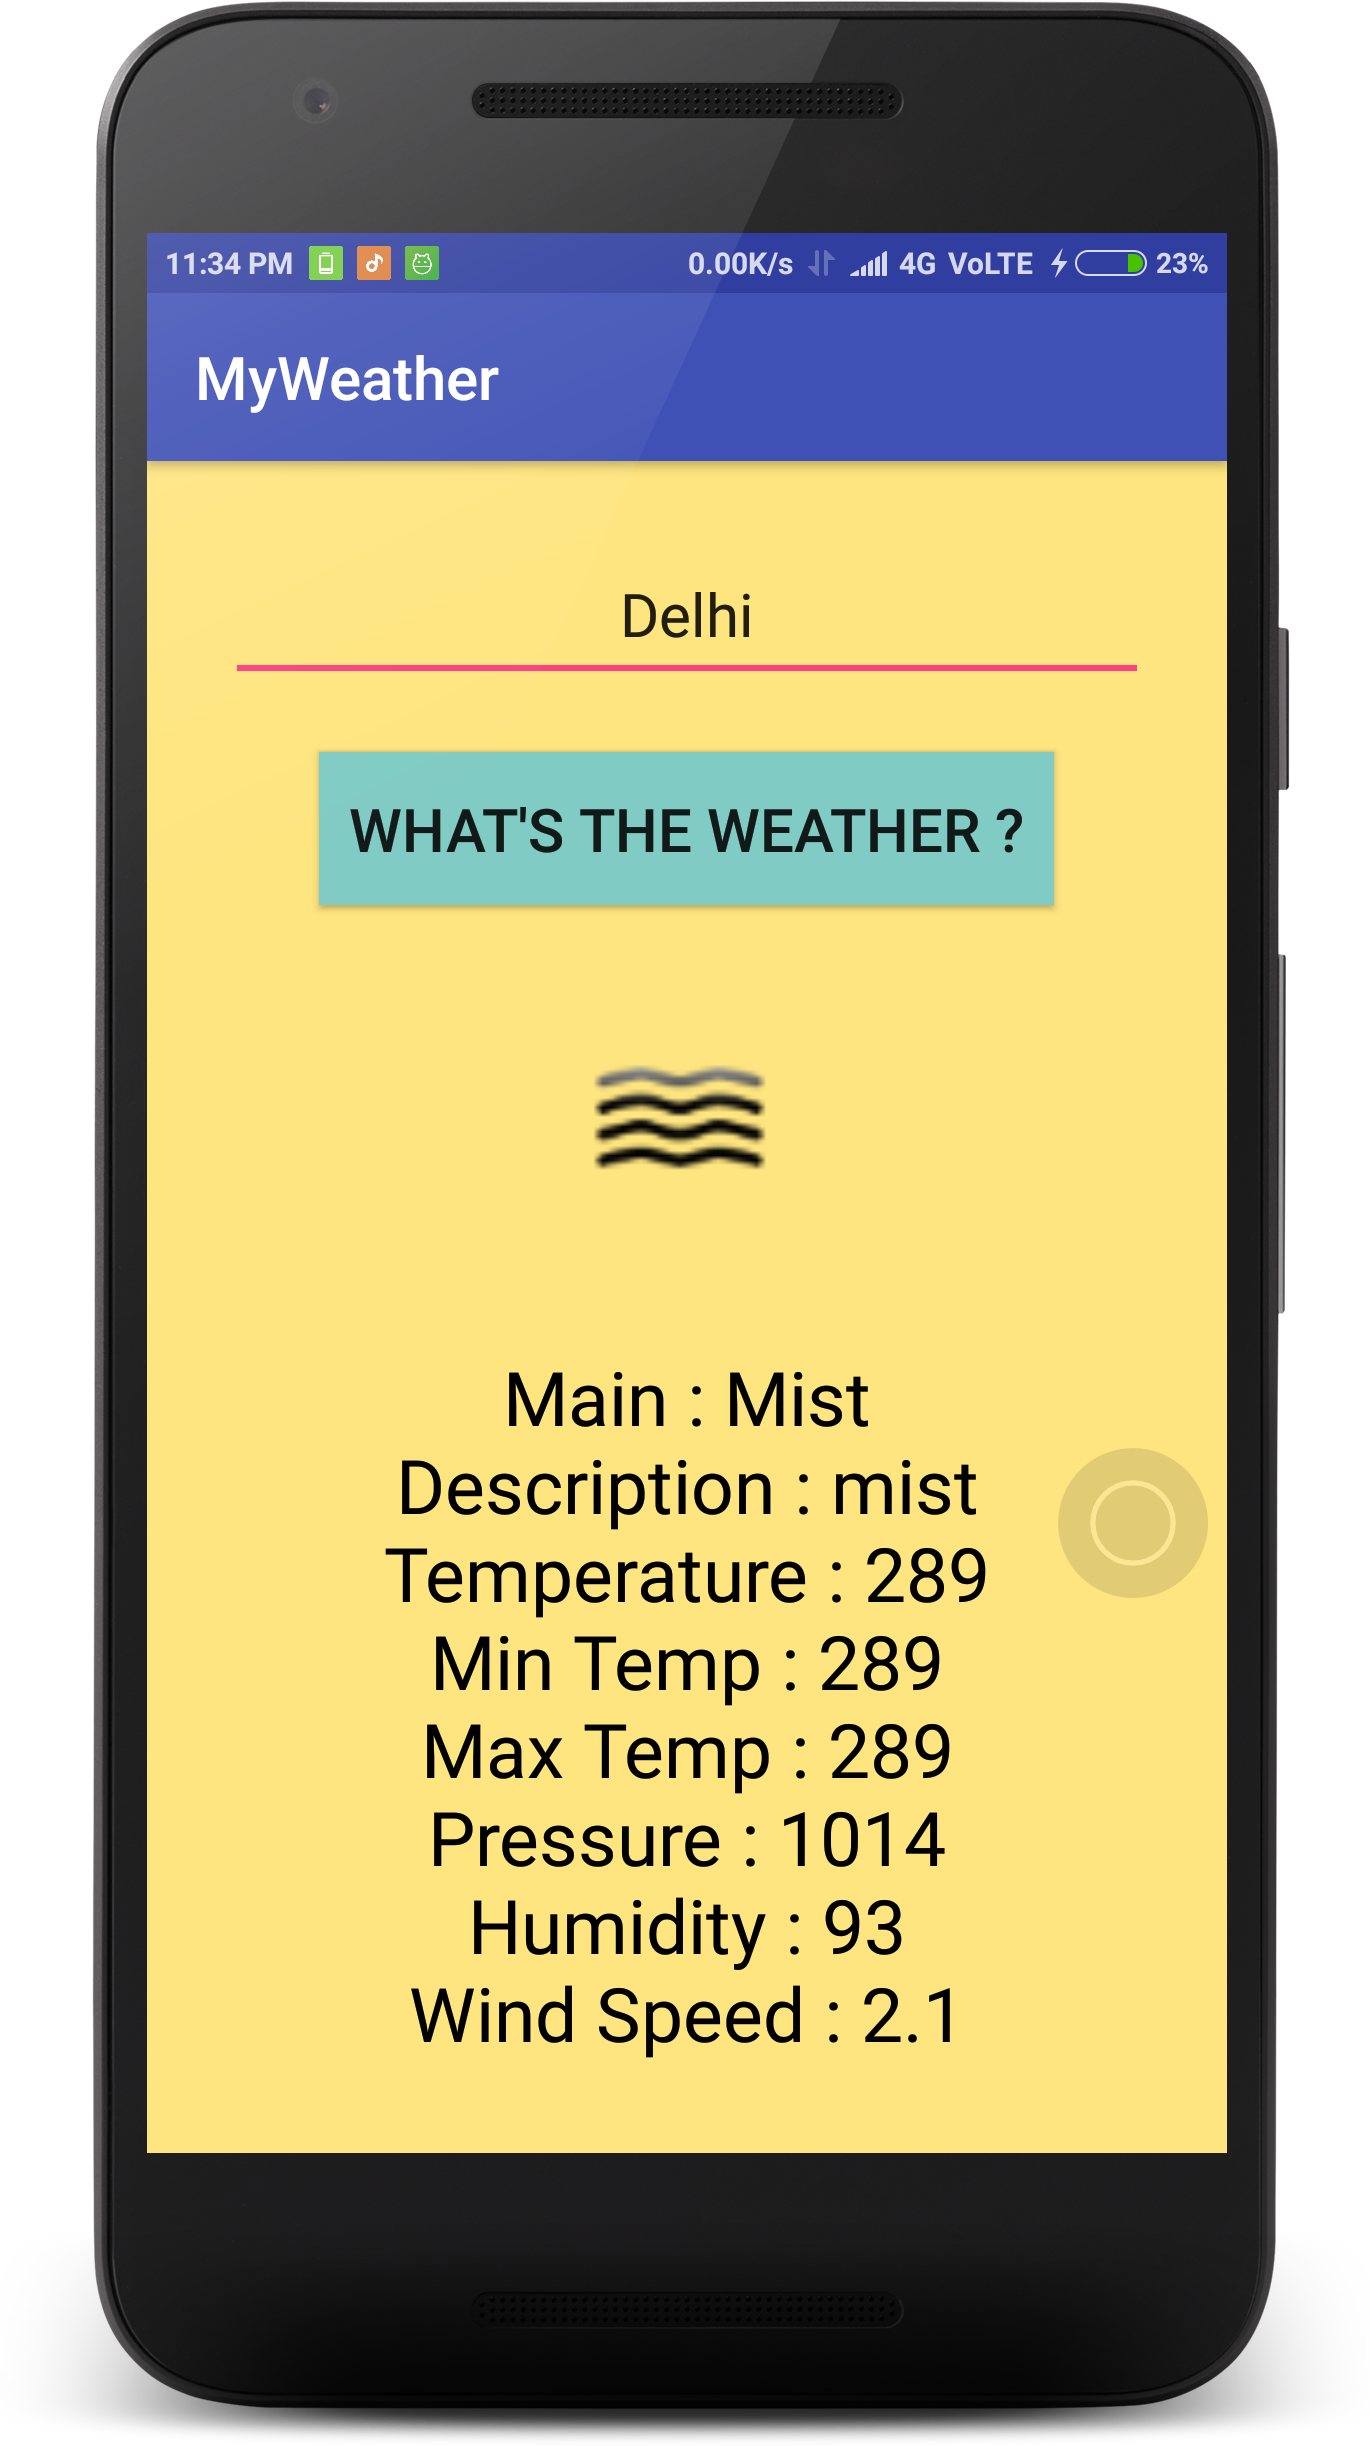 11:34 PM 0.00K/s 4G VoLTE 23%
MyWeather
Delhi
WHAT'S THE WEATHER ?
Main : Mist
Description : mist
Temperature : 289
Min Temp : 289
Max Temp : 289
Pressure : 1014
Humidity : 93
Wind Speed : 2.1